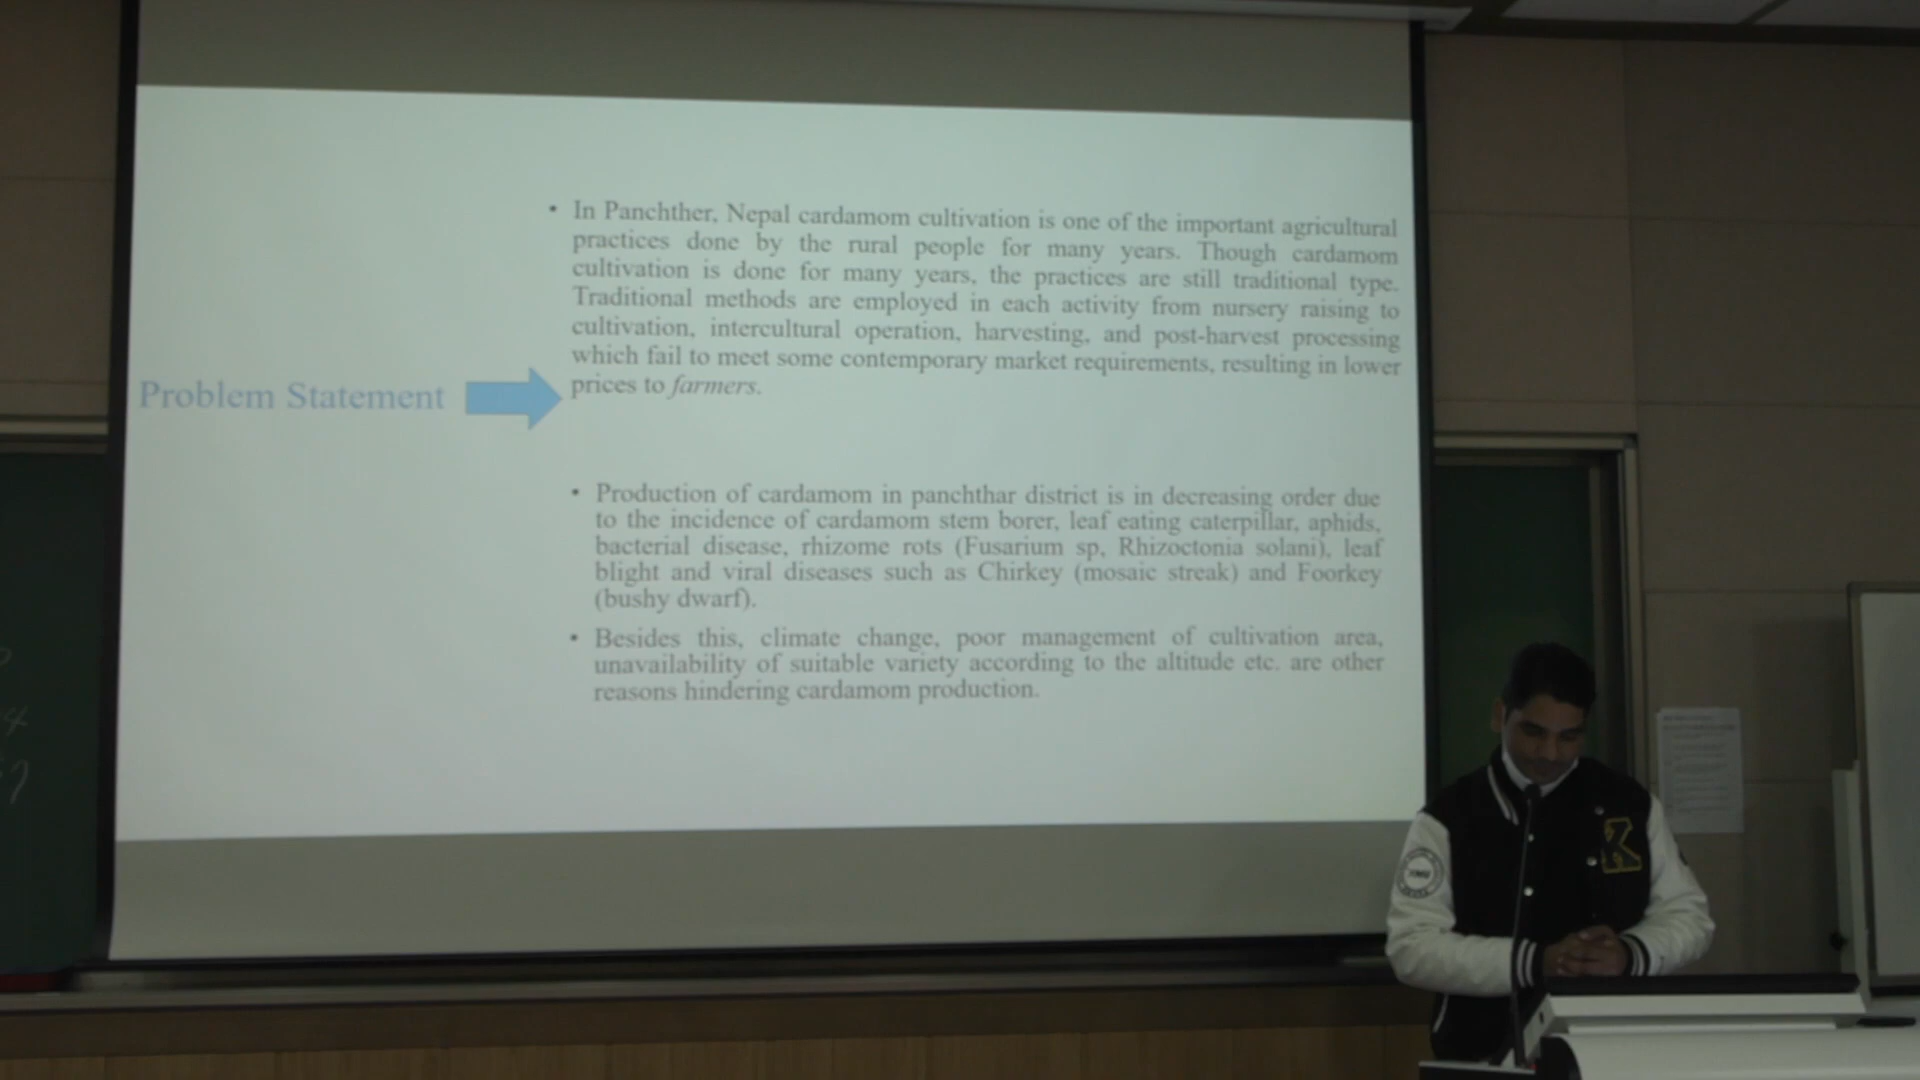 Problem Statement
• In Panchther, Nepal cardamom cultivation is one of the important agricultural
practices done by the rural people for many years. Though cardamom
cultivation is done for many years, the practices are still traditional type.
Traditional methods are employed in each activity from nursery raising to
cultivation, intercultural operation, harvesting, and post-harvest processing
which fail to meet some contemporary market requirements, resulting in lower
prices to farmers.
• Production of cardamom in panchthar district is in decreasing order due
to the incidence of cardamom stem borer, leaf eating caterpillar, aphids,
bacterial disease, rhizome rots (Fusarium sp, Rhizoctonia solani), leaf
blight and viral diseases such as Chirkey (mosaic streak) and Foorkey
(bushy dwarf).
• Besides this, climate change, poor management of cultivation area,
unavailability of suitable variety according to the altitude etc. are other
reasons hindering cardamom production.